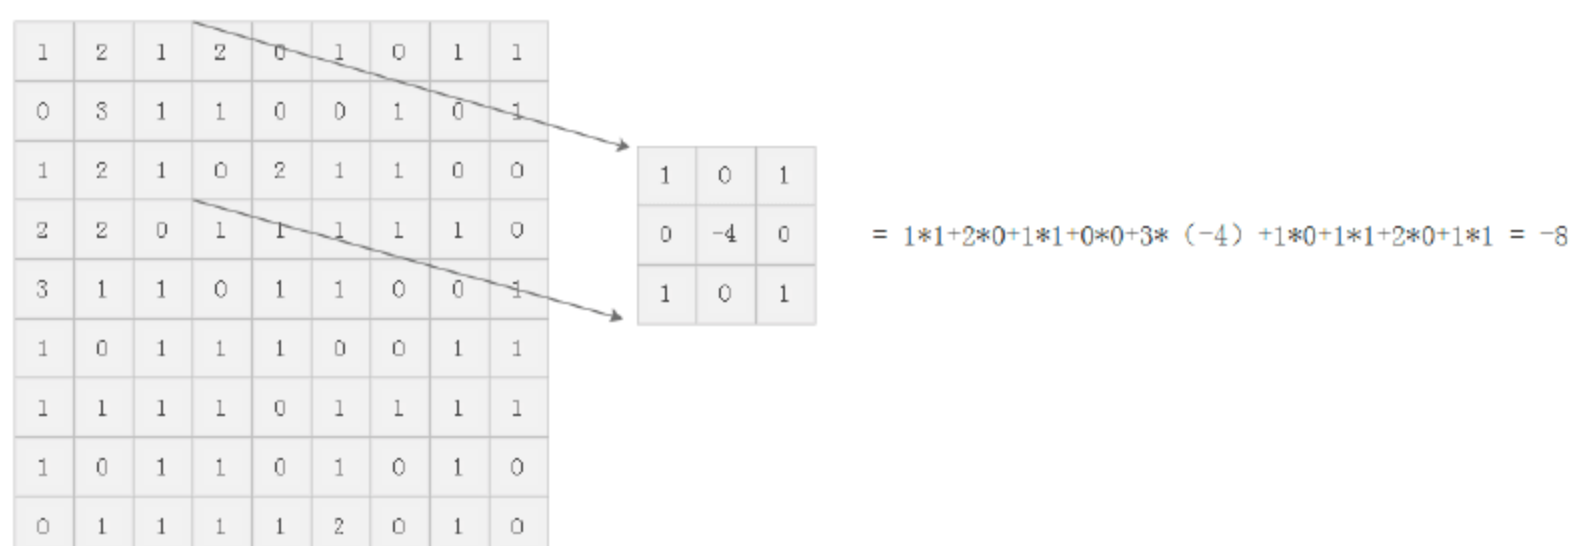 1 2 1 2 0 1 0 1 1
0 3 1 1 0 0 1 0 1
1 2 1 0 2 1 1 0 0
2 2 0 1 1 1 1 1 0
3 1 1 0 1 1 0 0 1
1 0 1 1 1 0 0 1 1
1 1 1 1 0 1 1 1 1
1 0 1 1 0 1 0 1 0
0 1 1 1 1 2 0 1 0
1 0 1
0 -4 0
1 0 1
= 1*1+2*0+1*1+0*0+3*（-4）+1*0+1*1+2*0+1*1 = -8